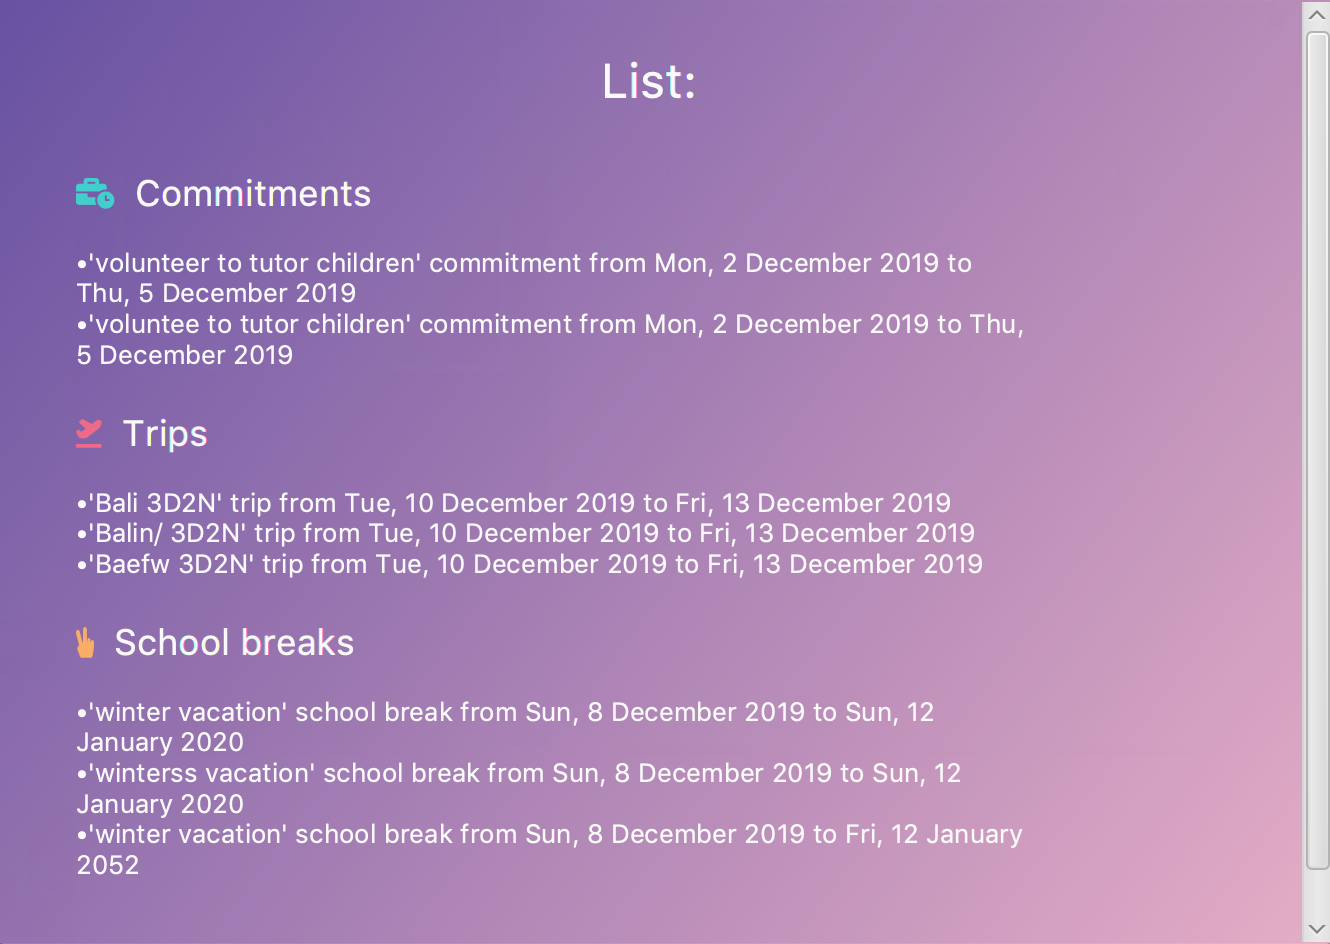 List:
Commitments
•'volunteer to tutor children' commitment from Mon, 2 December 2019 to
Thu, 5 December 2019
•'voluntee to tutor children' commitment from Mon, 2 December 2019 to Thu,
5 December 2019
Trips
•'Bali 3D2N' trip from Tue, 10 December 2019 to Fri, 13 December 2019
•'Balin/ 3D2N' trip from Tue, 10 December 2019 to Fri, 13 December 2019
•'Baefw 3D2N' trip from Tue, 10 December 2019 to Fri, 13 December 2019
School breaks
•'winter vacation' school break from Sun, 8 December 2019 to Sun, 12
January 2020
•'winterss vacation' school break from Sun, 8 December 2019 to Sun, 12
January 2020
•'winter vacation' school break from Sun, 8 December 2019 to Fri, 12 January
2052